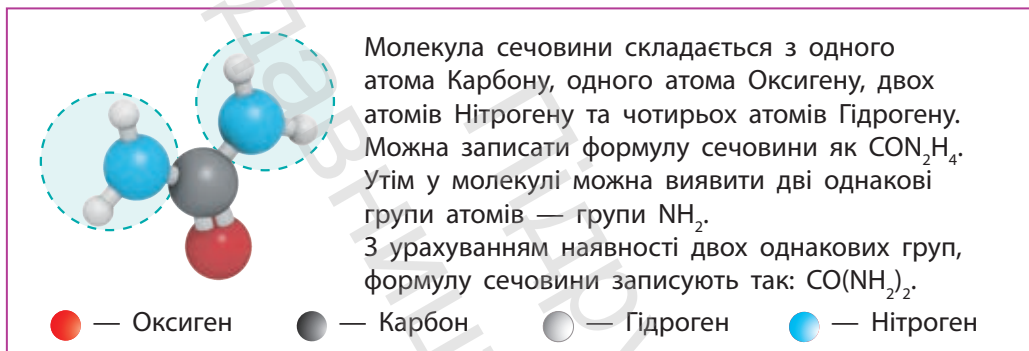 Молекула сечовини складається з одного
атома Карбону, одного атома Оксигену, двох
атомів Нітрогену та чотирьох атомів Гідрогену.
Можна записати формулу сечовини як CON₂H₄.
Утім у молекулі можна виявити дві однакові
групи атомів — групи NH₂.
З урахуванням наявності двох однакових груп,
формулу сечовини записують так: CO(NH₂)₂.
— Оксиген — Карбон — Гідроген — Нітроген